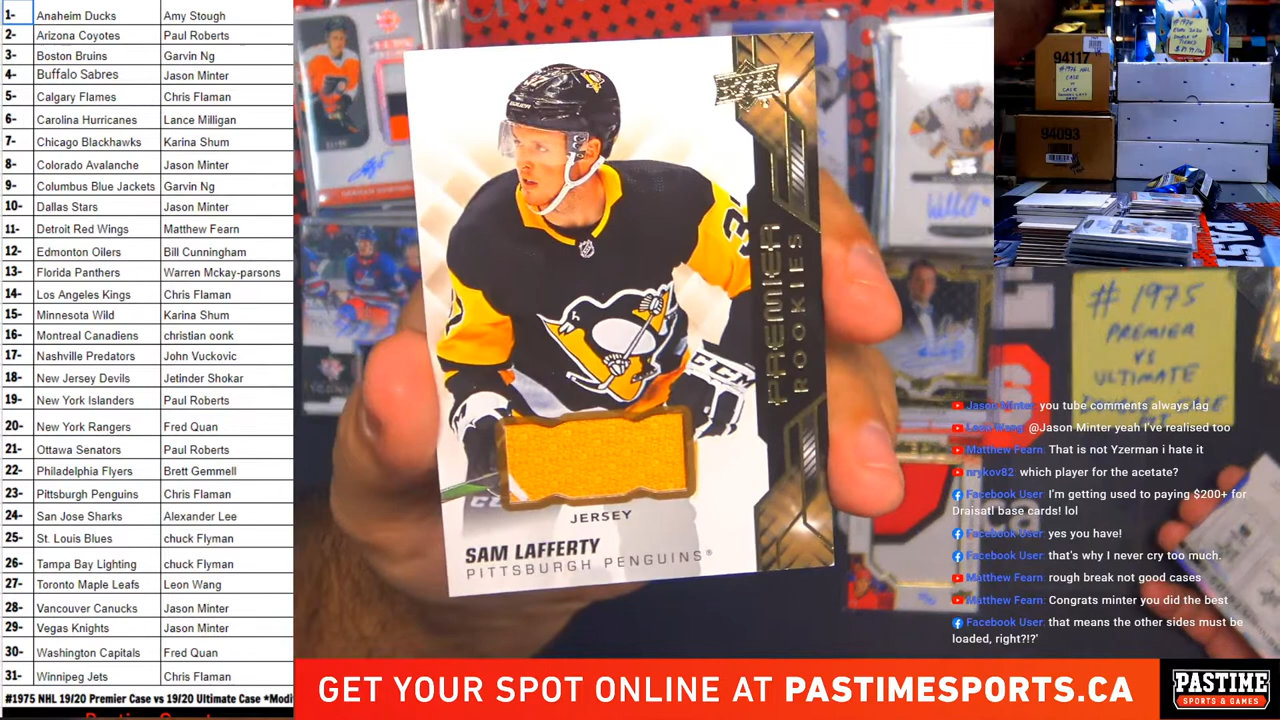 1- Anaheim Ducks Amy Stough
2- Arizona Coyotes Paul Roberts
3- Boston Bruins Garvin Ng
4- Buffalo Sabres Jason Minter
5- Calgary Flames Chris Flaman
6- Carolina Hurricanes Lance Milligan
7- Chicago Blackhawks Karina Shum
8- Colorado Avalanche Jason Minter
9- Columbus Blue Jackets Garvin Ng
10- Dallas Stars Jason Minter
11- Detroit Red Wings Matthew Fearn
12- Edmonton Oilers Bill Cunningham
13- Florida Panthers Warren Mckay-parsons
14- Los Angeles Kings Chris Flaman
15- Minnesota Wild Karina Shum
16- Montreal Canadiens christian oonk
17- Nashville Predators John Vuckovic
18- New Jersey Devils Jetinder Shokar
19- New York Islanders Paul Roberts
20- New York Rangers Fred Quan
21- Ottawa Senators Paul Roberts
22- Philadelphia Flyers Brett Gemmell
23- Pittsburgh Penguins Chris Flaman
24- San Jose Sharks Alexander Lee
25- St. Louis Blues chuck Flyman
26- Tampa Bay Lighting chuck Flyman
27- Toronto Maple Leafs Leon Wang
28- Vancouver Canucks Jason Minter
29- Vegas Knights Jason Minter
30- Washington Capitals Fred Quan
31- Winnipeg Jets Chris Flaman
#1975 NHL 19/20 Premier Case vs 19/20 Ultimate Case *Modi
UPPER DECK
PREMIER
ROOKIES
CCM
JERSEY
SAM LAFFERTY
PITTSBURGH PENGUINS®
94117
94093
# 1975
PREMIER
VS
ULTIMATE
Jason Minter: you tube comments always lag
Leon Wang: @Jason Minter yeah I've realised too
Matthew Fearn: That is not Yzerman i hate it
nrykov82: which player for the acetate?
Facebook User: I'm getting used to paying $200+ for
Draisatl base cards! lol
Facebook User: yes you have!
Facebook User: that's why I never cry too much.
Matthew Fearn: rough break not good cases
Matthew Fearn: Congrats minter you did the best
Facebook User: that means the other sides must be
loaded, right?!?'
GET YOUR SPOT ONLINE AT PASTIMESPORTS.CA
PASTIME
SPORTS & GAMES